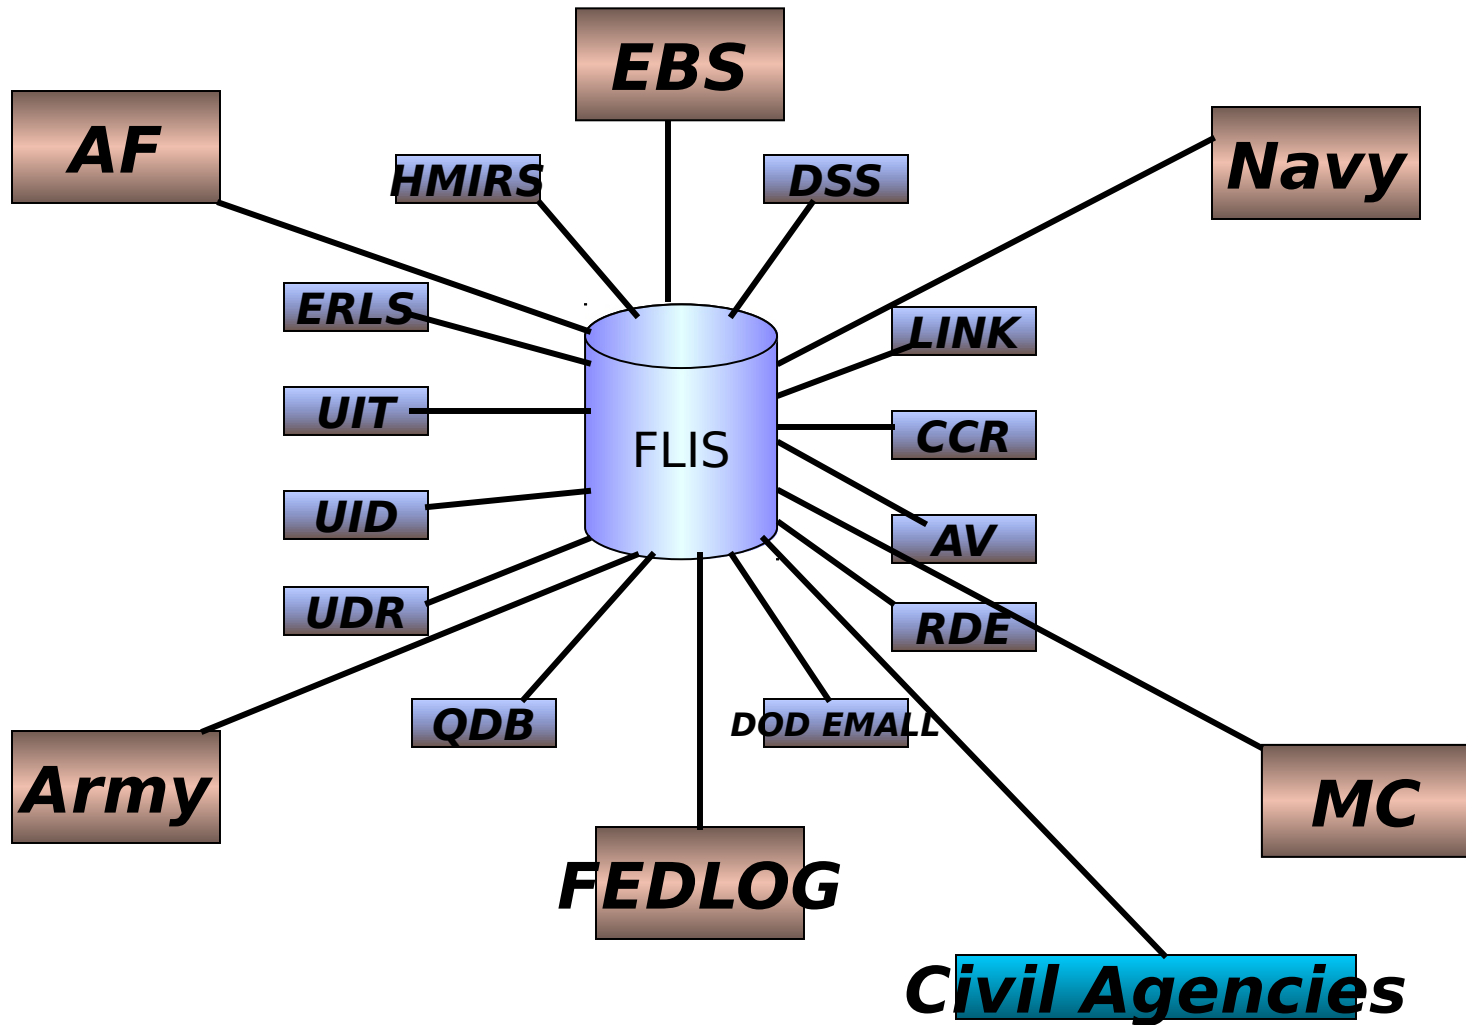 EBS
AF
Navy
HMIRS
DSS
ERLS
LINK
UIT
CCR
FLIS
UID
AV
UDR
RDE
QDB
DOD EMALL
Army
MC
FEDLOG
Civil Agencies